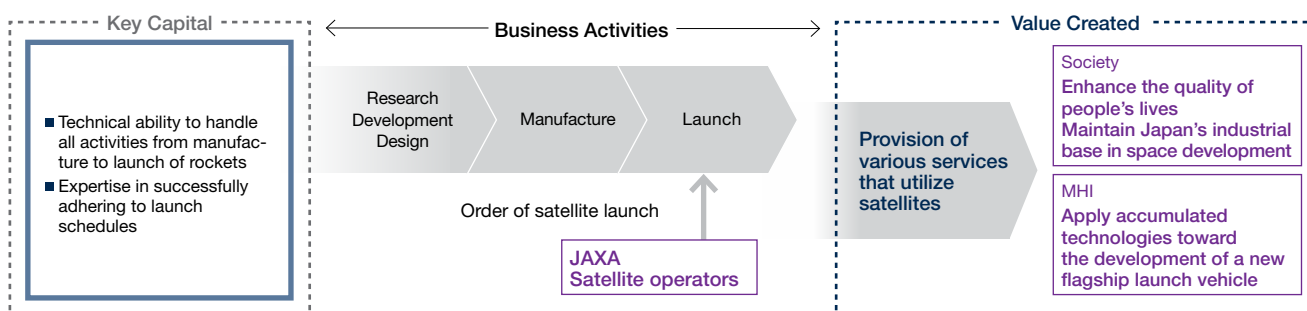 Key Capital
■ Technical ability to handle
all activities from manufac-
ture to launch of rockets
■ Expertise in successfully
adhering to launch
schedules
Business Activities
Research
Development
Design
Manufacture
Launch
Order of satellite launch
JAXA
Satellite operators
Value Created
Provision of
various services
that utilize
satellites
Society
Enhance the quality of
people's lives
Maintain Japan's industrial
base in space development
MHI
Apply accumulated
technologies toward
the development of a new
flagship launch vehicle